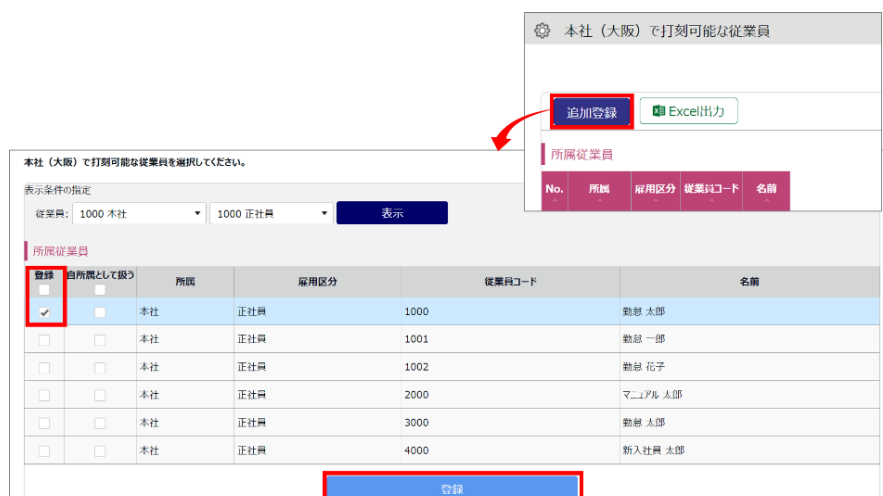 本社（大阪）で打刻可能な従業員
追加登録 Excel出力
所属従業員
No. 所属 雇用区分 従業員コード 名前
本社（大阪）で打刻可能な従業員を選択してください。
表示条件の指定
従業員: 1000 本社 1000 正社員 表示
所属従業員
登録 自所属として扱う 所属 雇用区分 従業員コード 名前
本社 正社員 1000 勤怠 太郎
本社 正社員 1001 勤怠 一郎
本社 正社員 1002 勤怠 花子
本社 正社員 2000 マニュアル 太郎
本社 正社員 3000 勤怠 太郎
本社 正社員 4000 新入社員 太郎
登録